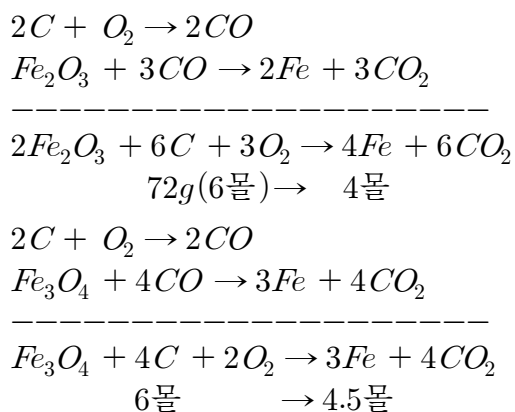 2C + O₂ → 2CO
Fe₂O₃ + 3CO → 2Fe + 3CO₂
−−−−−−−−−−−−−−−−−−−−
2Fe₂O₃ + 6C + 3O₂ → 4Fe + 6CO₂
72g(6몰) → 4몰
2C + O₂ → 2CO
Fe₃O₄ + 4CO → 3Fe + 4CO₂
−−−−−−−−−−−−−−−−−−−−
Fe₃O₄ + 4C + 2O₂ → 3Fe + 4CO₂
6몰 → 4.5몰